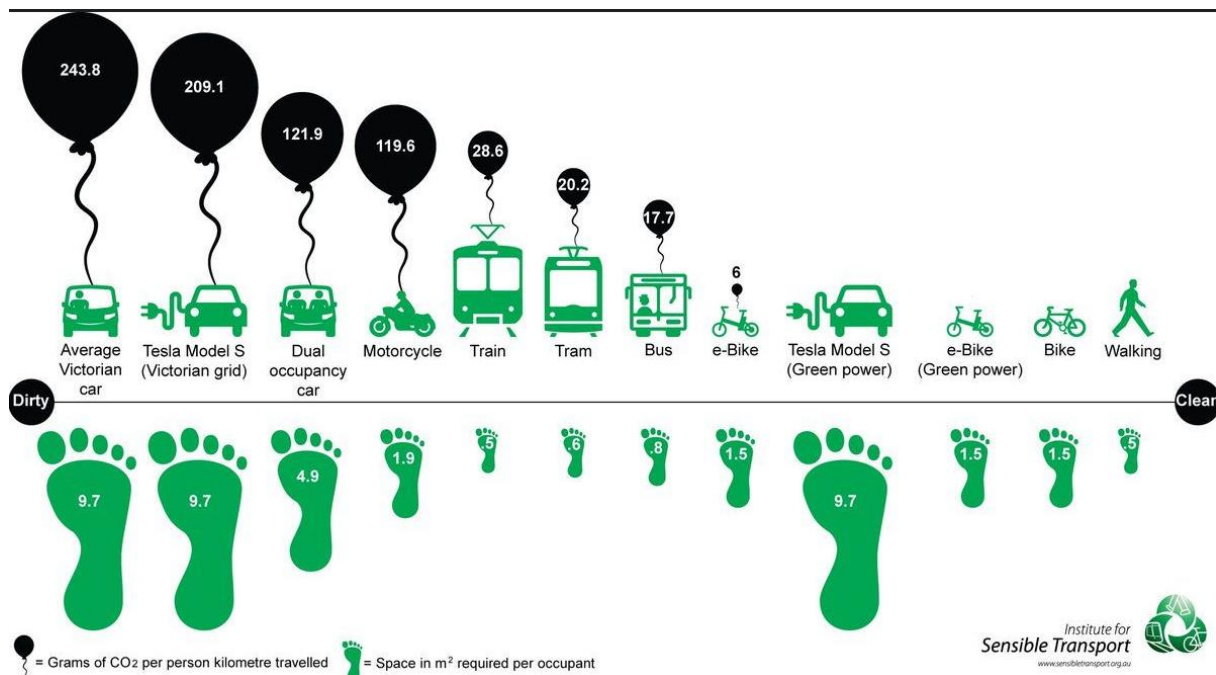 243.8
209.1
121.9
119.6
28.6
20.2
17.7
6
Average
Victorian
car
Tesla Model S
(Victorian grid)
Dual
occupancy
car
Motorcycle
Train
Tram
Bus
e-Bike
Tesla Model S
(Green power)
e-Bike
(Green power)
Bike
Walking
Dirty
Clean
9.7
9.7
4.9
1.9
.5
.6
.8
1.5
9.7
1.5
1.5
.5
= Grams of CO2 per person kilometre travelled
= Space in m² required per occupant
Institute for
Sensible Transport
www.sensibletransport.org.au